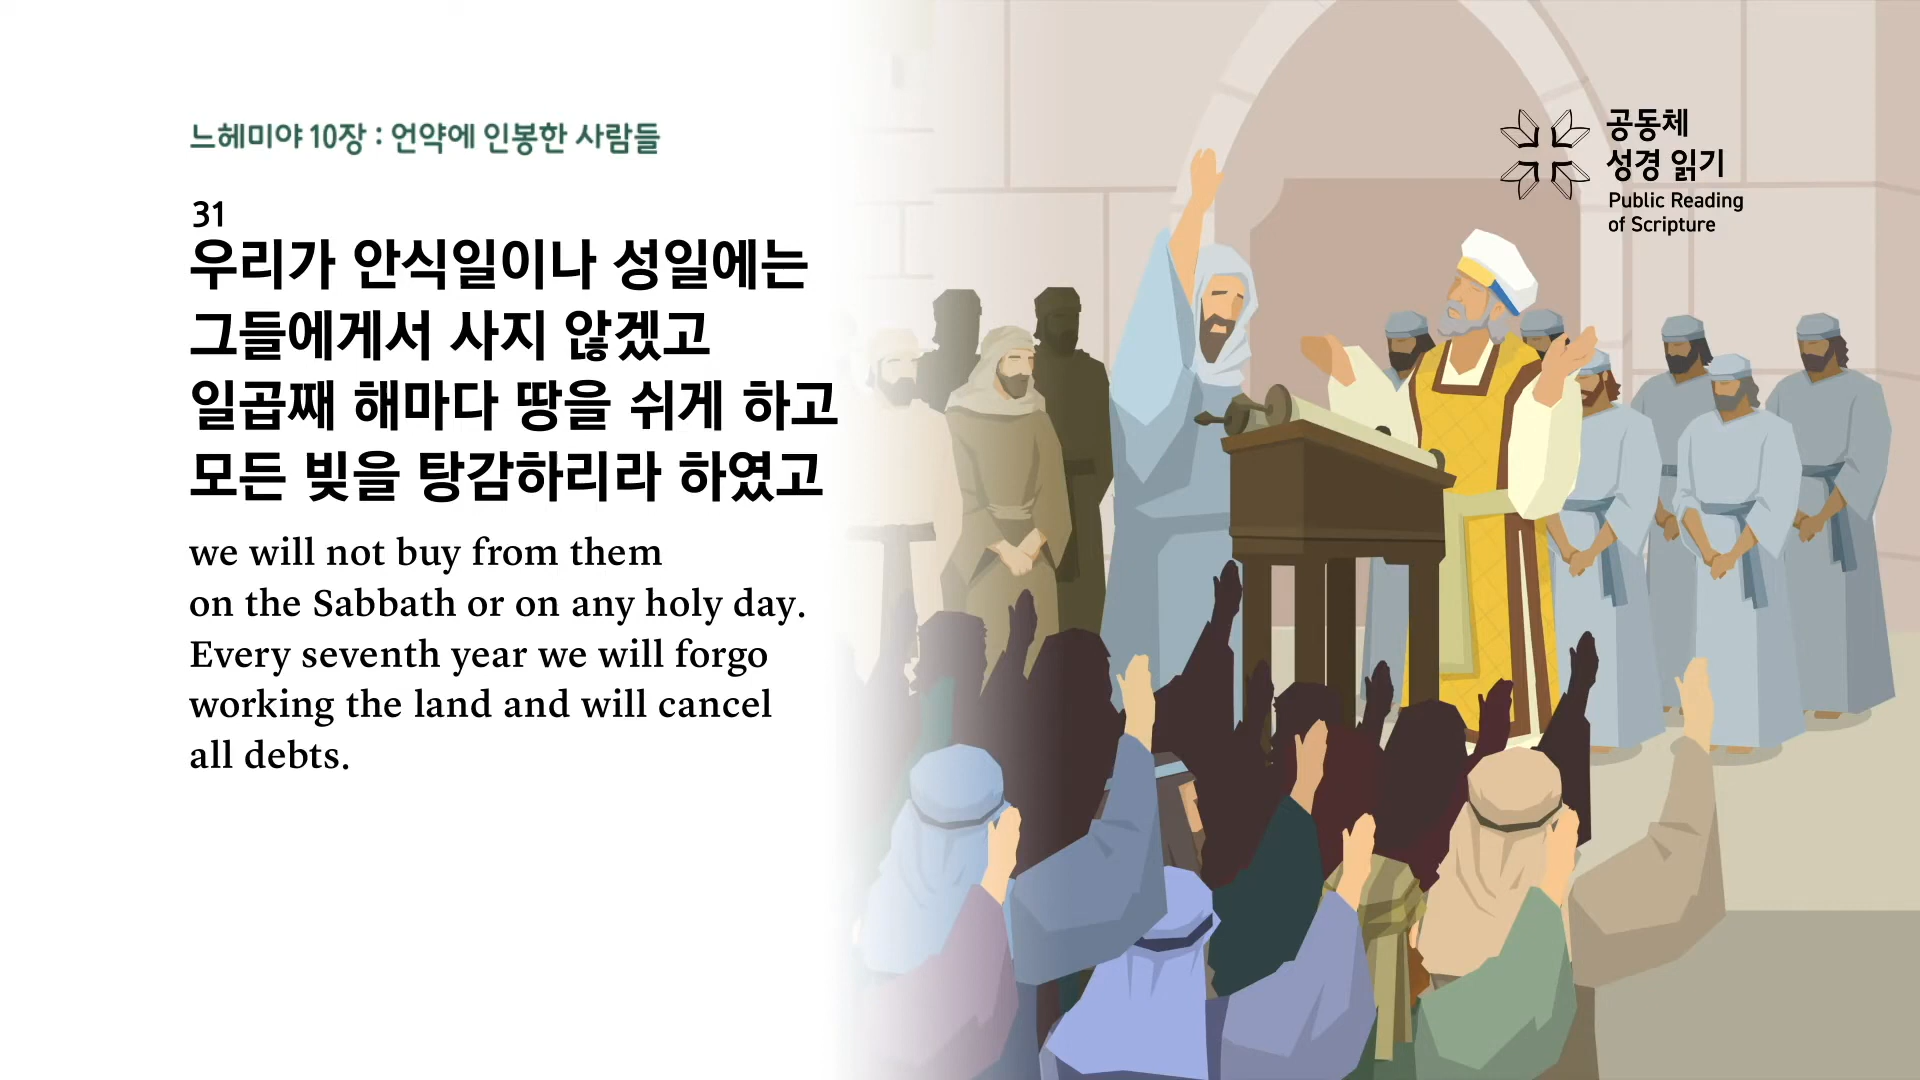 느헤미야 10장 : 언약에 인봉한 사람들
31
우리가 안식일이나 성일에는
그들에게서 사지 않겠고
일곱째 해마다 땅을 쉬게 하고
모든 빚을 탕감하리라 하였고
we will not buy from them
on the Sabbath or on any holy day.
Every seventh year we will forgo
working the land and will cancel
all debts.
공동체
성경 읽기
Public Reading
of Scripture